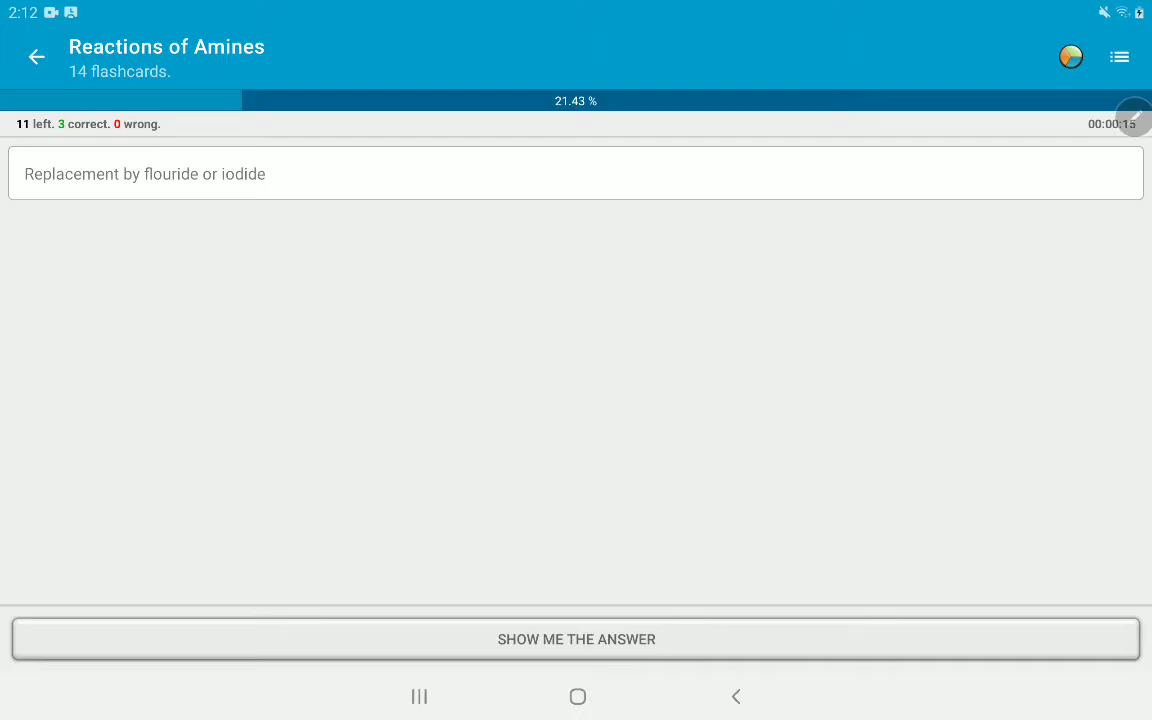 2:12
Reactions of Amines
14 flashcards.
21.43 %
11 left. 3 correct. 0 wrong.
00:00:15
Replacement by flouride or iodide
SHOW ME THE ANSWER